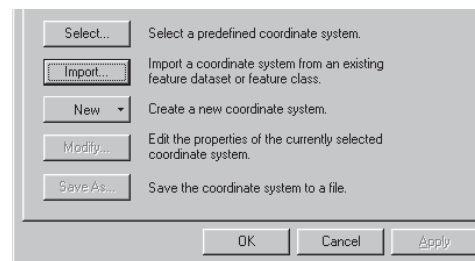 Select... Select a predefined coordinate system.
Import... Import a coordinate system from an existing
feature dataset or feature class.
New Create a new coordinate system.
Modify... Edit the properties of the currently selected
coordinate system.
Save As... Save the coordinate system to a file.
OK Cancel Apply